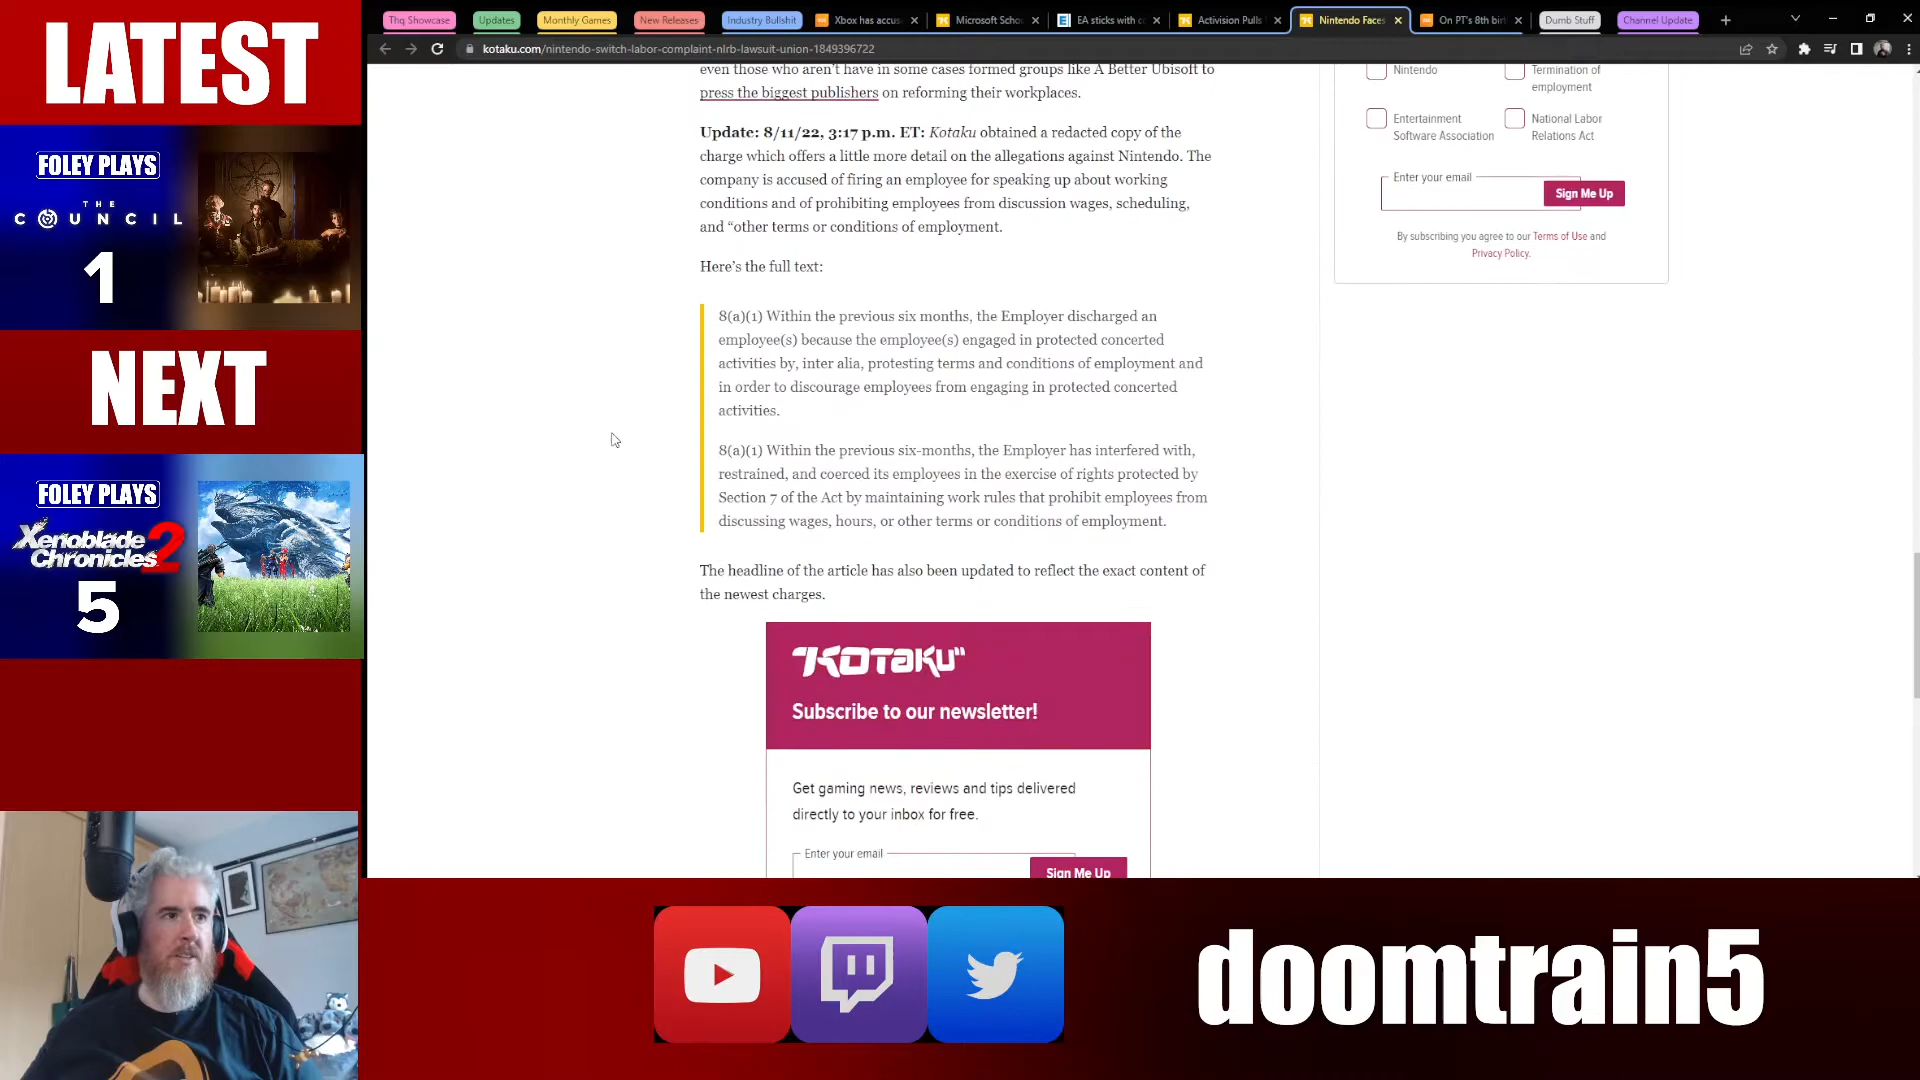 LATEST
FOLEY PLAYS
THE
COUNCIL
1
NEXT
FOLEY PLAYS
Xenoblade
Chronicles 2
5
Thq Showcase
Updates
Monthly Games
New Releases
Industry Bullshit
Xbox has accus
Microsoft Scho
EA sticks with c
Activision Pulls
Nintendo Faces
On PT's 8th birt
Dumb Stuff
Channel Update
kotaku.com/nintendo-switch-labor-complaint-nlrb-lawsuit-union-1849396722
even those who aren't have in some cases formed groups like A Better Ubisoft to
press the biggest publishers on reforming their workplaces.
Update: 8/11/22, 3:17 p.m. ET: Kotaku obtained a redacted copy of the
charge which offers a little more detail on the allegations against Nintendo. The
company is accused of firing an employee for speaking up about working
conditions and of prohibiting employees from discussion wages, scheduling,
and “other terms or conditions of employment.
Here’s the full text:
8(a)(1) Within the previous six months, the Employer discharged an
employee(s) because the employee(s) engaged in protected concerted
activities by, inter alia, protesting terms and conditions of employment and
in order to discourage employees from engaging in protected concerted
activities.
8(a)(1) Within the previous six-months, the Employer has interfered with,
restrained, and coerced its employees in the exercise of rights protected by
Section 7 of the Act by maintaining work rules that prohibit employees from
discussing wages, hours, or other terms or conditions of employment.
The headline of the article has also been updated to reflect the exact content of
the newest charges.
KOTAKU
Subscribe to our newsletter!
Get gaming news, reviews and tips delivered
directly to your inbox for free.
Enter your email
Sign Me Up
Nintendo
Termination of
employment
Entertainment
Software Association
National Labor
Relations Act
Enter your email
Sign Me Up
By subscribing you agree to our Terms of Use and
Privacy Policy.
doomtrain5